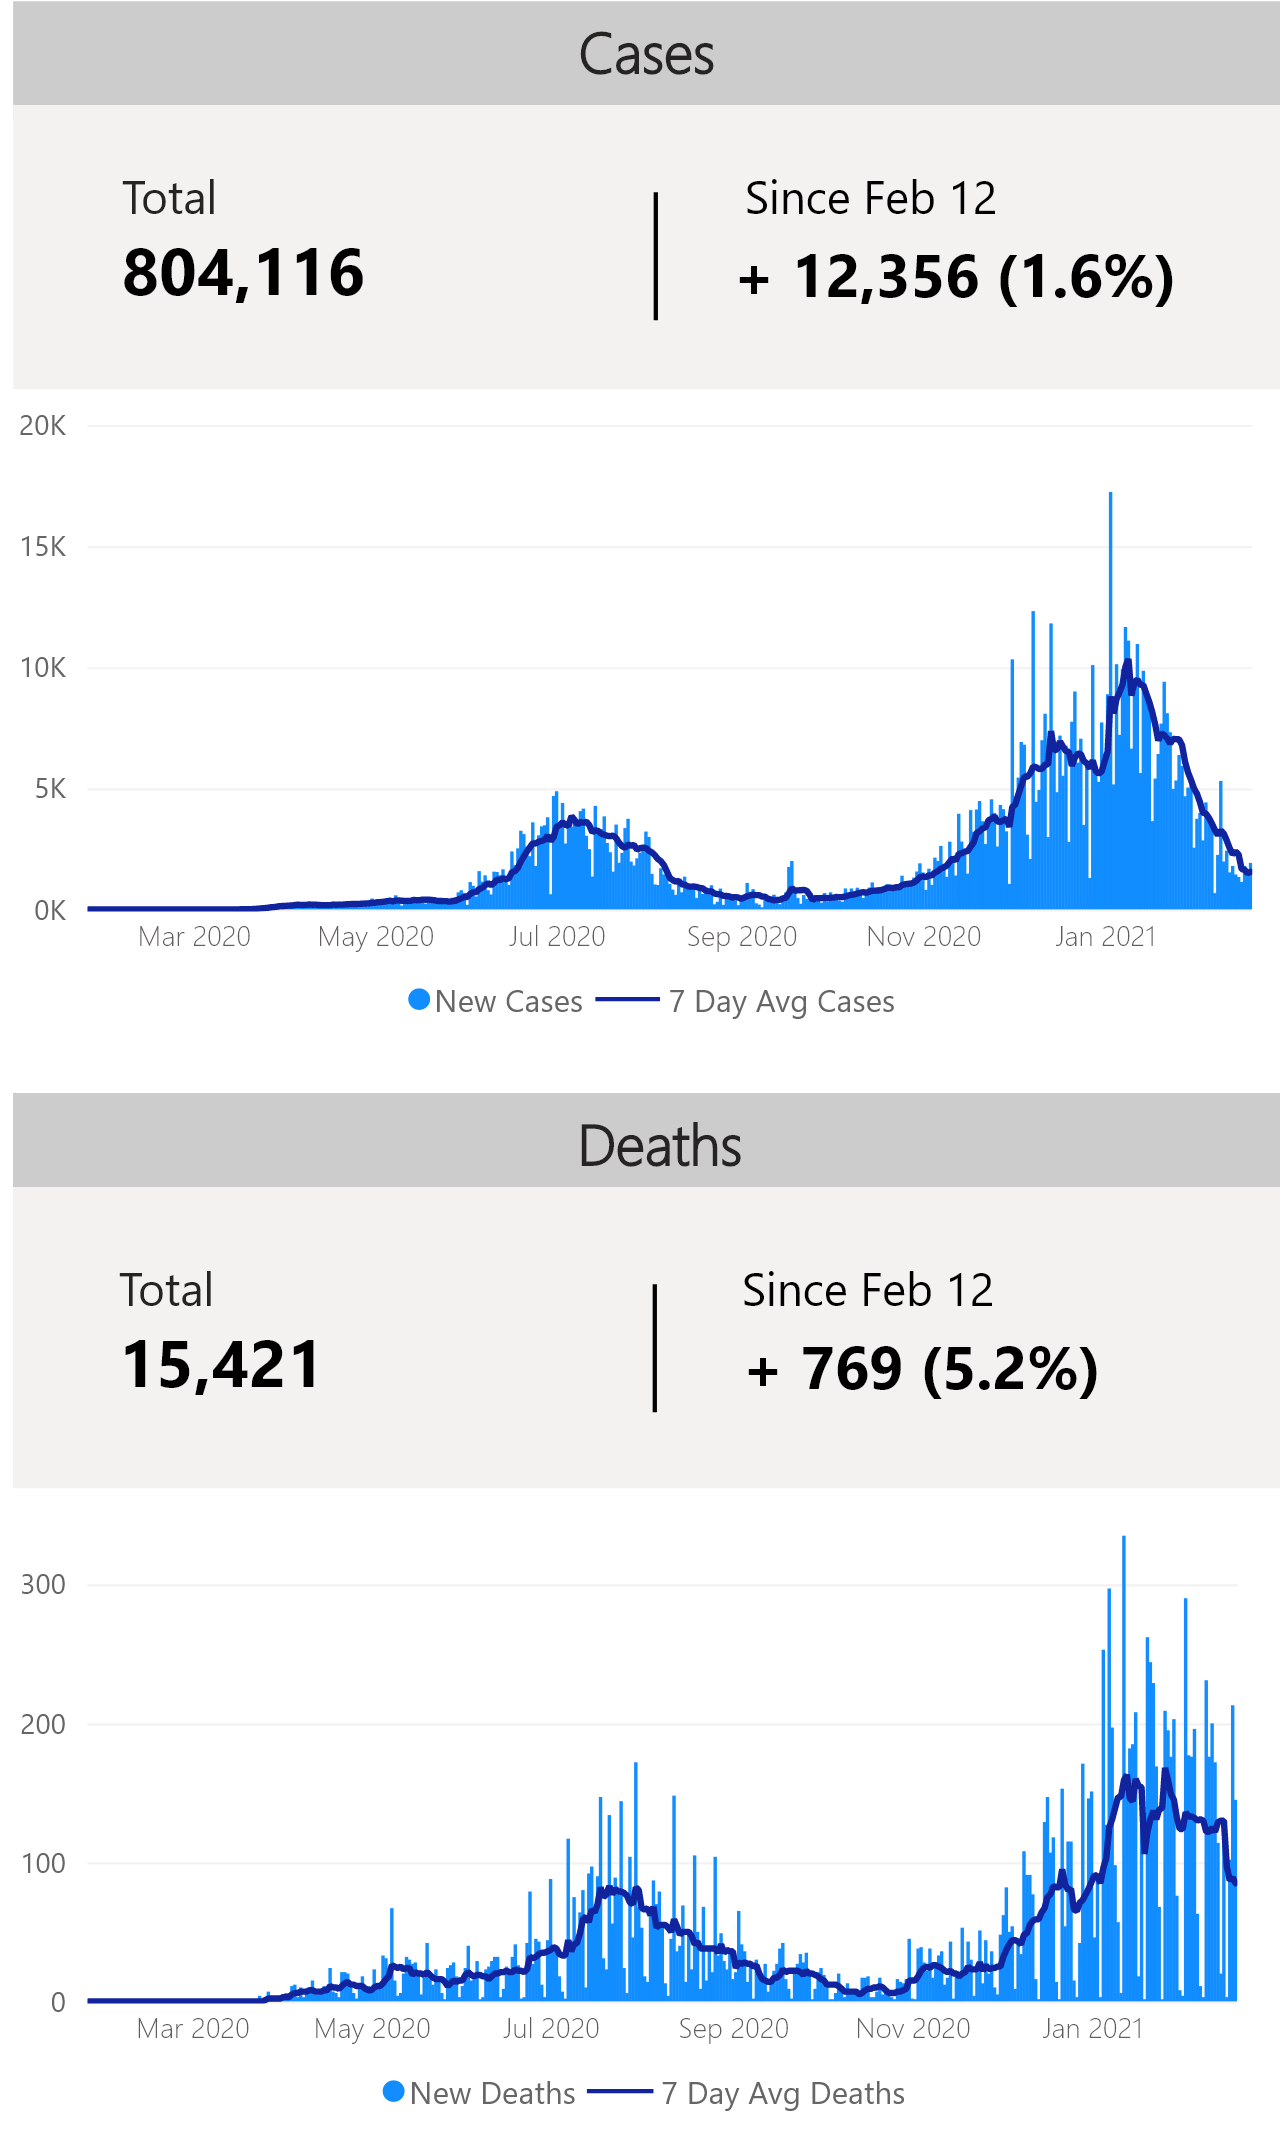 Cases
Total
Since Feb 12
804,116
+ 12,356 (1.6%)
20K
15K
10K
5K
0K
Mar 2020 May 2020 Jul 2020 Sep 2020 Nov 2020 Jan 2021
New Cases 7 Day Avg Cases
Deaths
Total
Since Feb 12
15,421
+ 769 (5.2%)
300
200
100
0
Mar 2020 May 2020 Jul 2020 Sep 2020 Nov 2020 Jan 2021
New Deaths 7 Day Avg Deaths